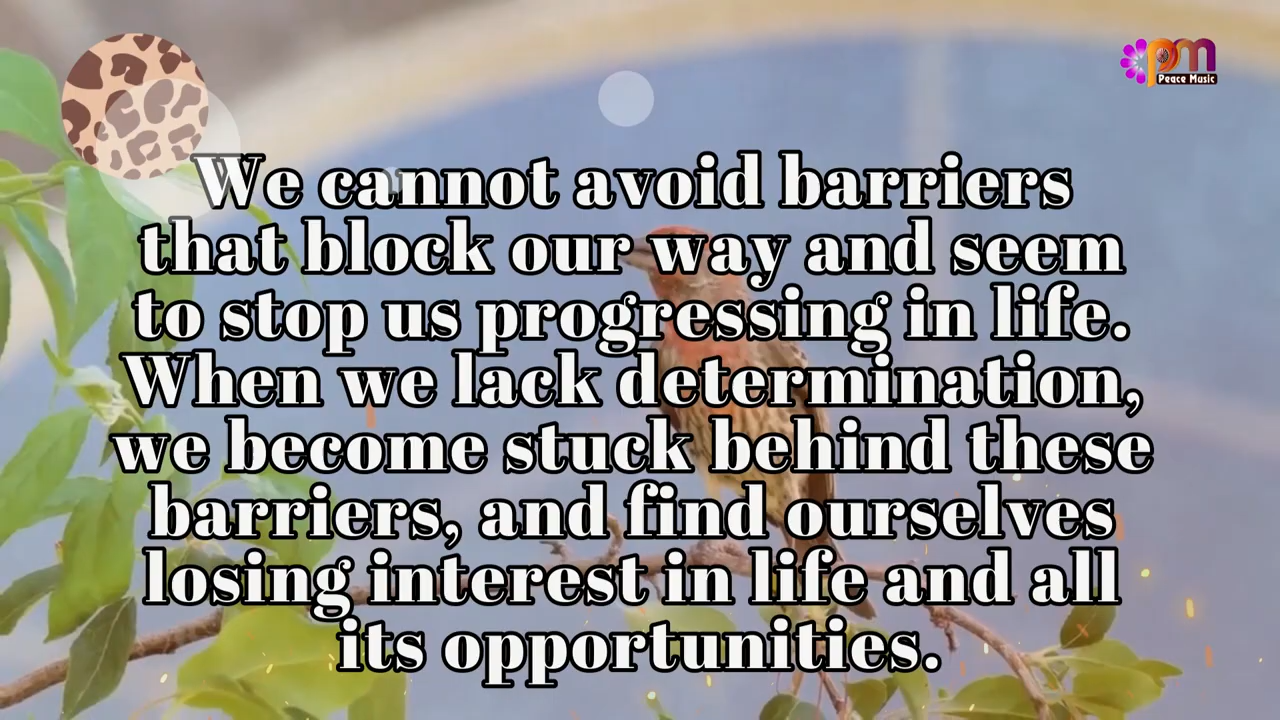 pm
Peace Music
We cannot avoid barriers
that block our way and seem
to stop us progressing in life.
When we lack determination,
we become stuck behind these
barriers, and find ourselves
losing interest in life and all
its opportunities.